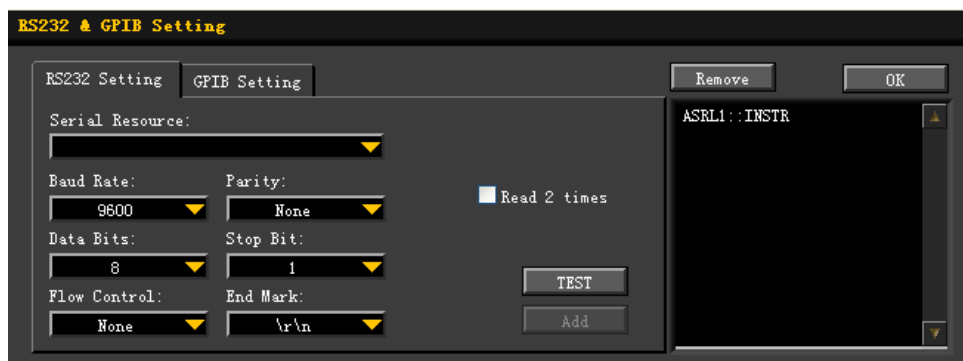 RS232 & GPIB Setting
RS232 Setting
GPIB Setting
Remove
OK
Serial Resource:
ASRL1::INSTR
Baud Rate:
Parity:
9600
None
Read 2 times
Data Bits:
Stop Bit:
8
1
TEST
Flow Control:
End Mark:
None
\r\n
Add